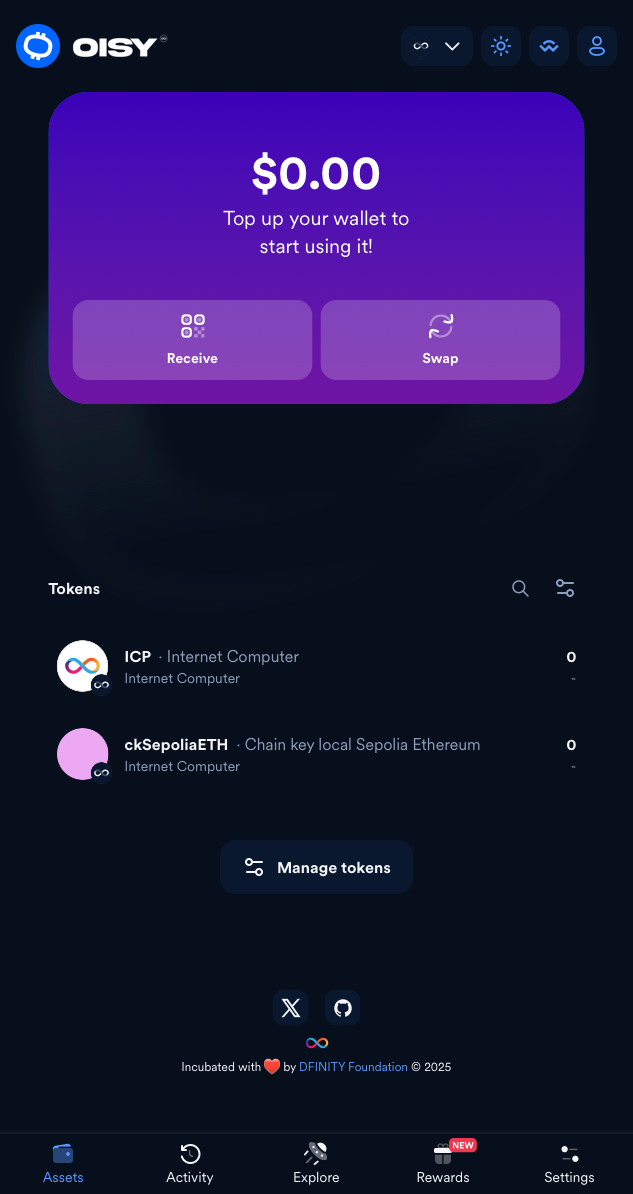 OISY
$0.00
Top up your wallet to
start using it!
Receive
Swap
Tokens
ICP · Internet Computer
0
Internet Computer
-
ckSepoliaETH · Chain key local Sepolia Ethereum
0
Internet Computer
-
Manage tokens
Incubated with ❤️ by DFINITY Foundation © 2025
NEW
Assets
Activity
Explore
Rewards
Settings